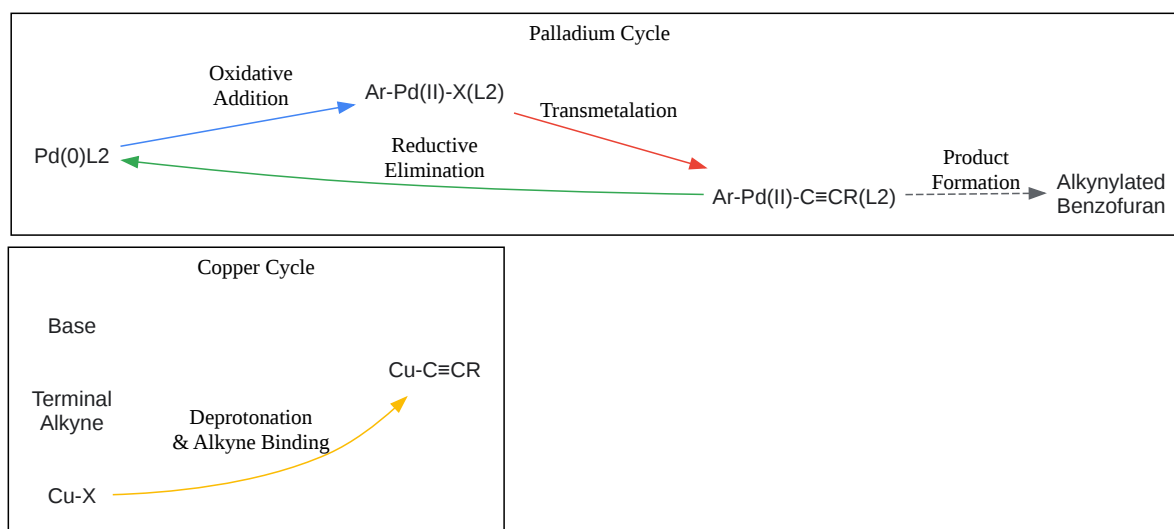 Palladium Cycle
Oxidative
Addition
Ar-Pd(II)-X(L2)
Transmetalation
Pd(0)L2
Reductive
Elimination
Ar-Pd(II)-C≡CR(L2)
Product
Formation
Alkynylated
Benzofuran
Copper Cycle
Base
Cu-C≡CR
Terminal
Alkyne
Deprotonation
& Alkyne Binding
Cu-X